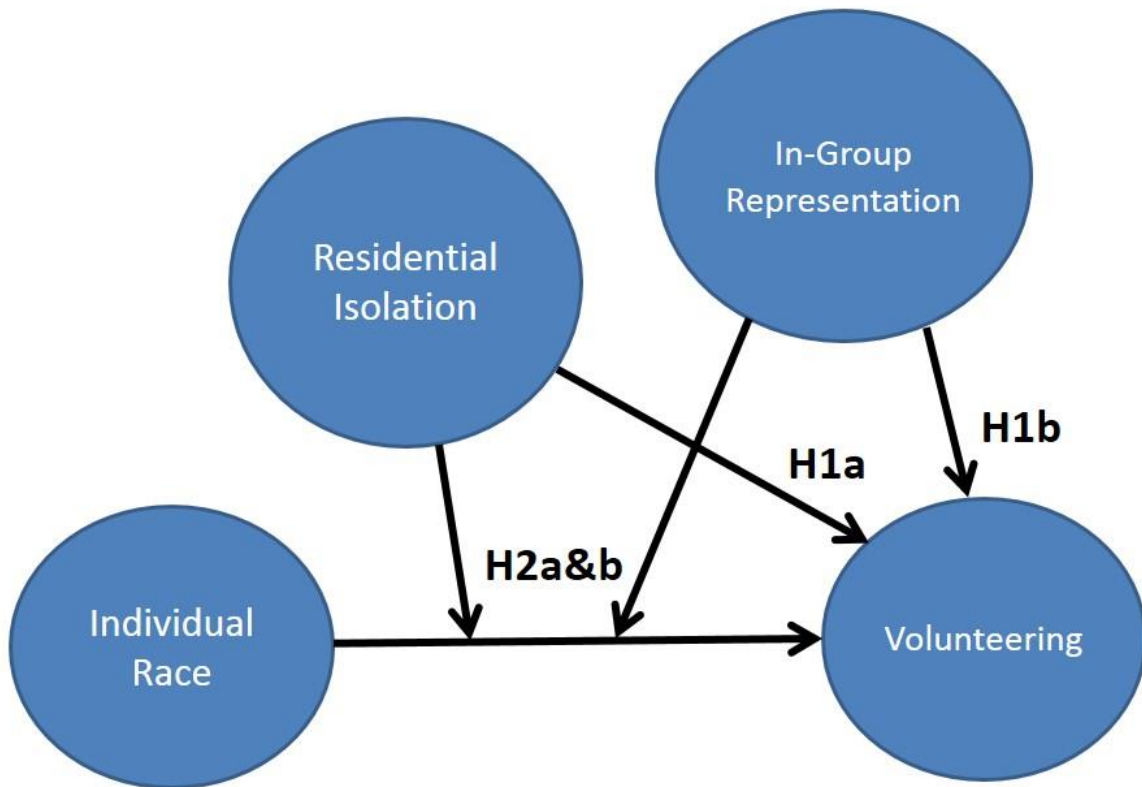 In-Group
Representation
Residential
Isolation
H1b
H1a
H2a&b
Individual
Race
Volunteering